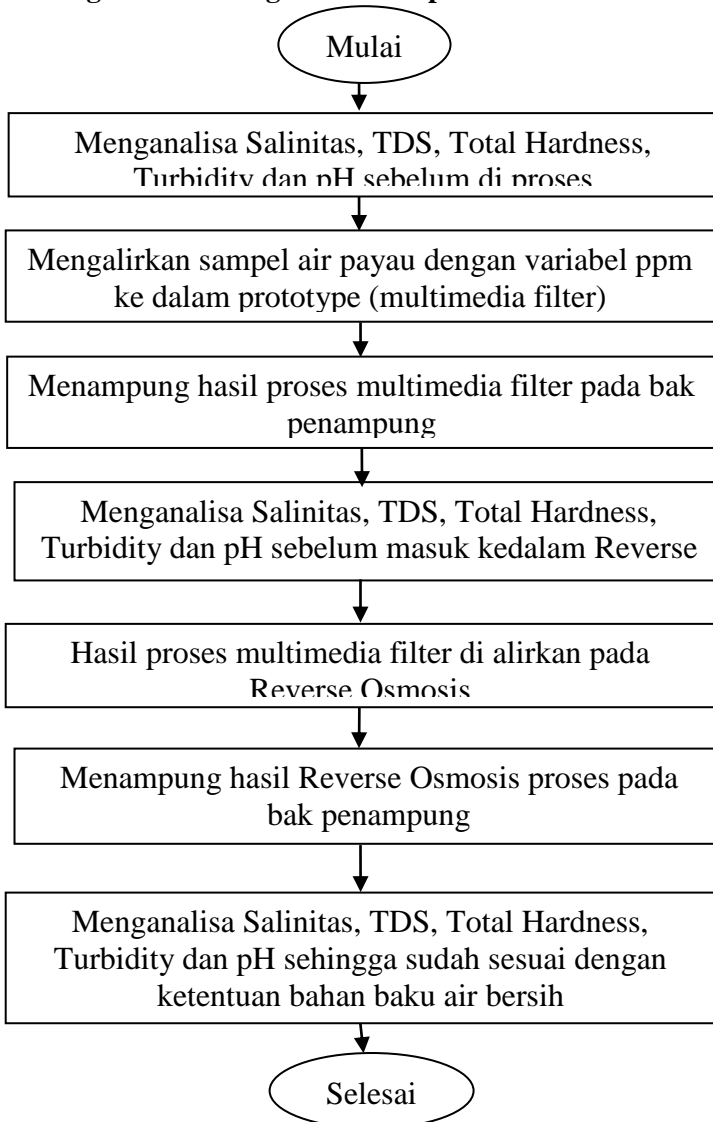 Mulai
Menganalisa Salinitas, TDS, Total Hardness,
Turbidity dan pH sebelum di proses
Mengalirkan sampel air payau dengan variabel ppm
ke dalam prototype (multimedia filter)
Menampung hasil proses multimedia filter pada bak
penampung
Menganalisa Salinitas, TDS, Total Hardness,
Turbidity dan pH sebelum masuk kedalam Reverse
Hasil proses multimedia filter di alirkan pada
Reverse Osmosis
Menampung hasil Reverse Osmosis proses pada
bak penampung
Menganalisa Salinitas, TDS, Total Hardness,
Turbidity dan pH sehingga sudah sesuai dengan
ketentuan bahan baku air bersih
Selesai